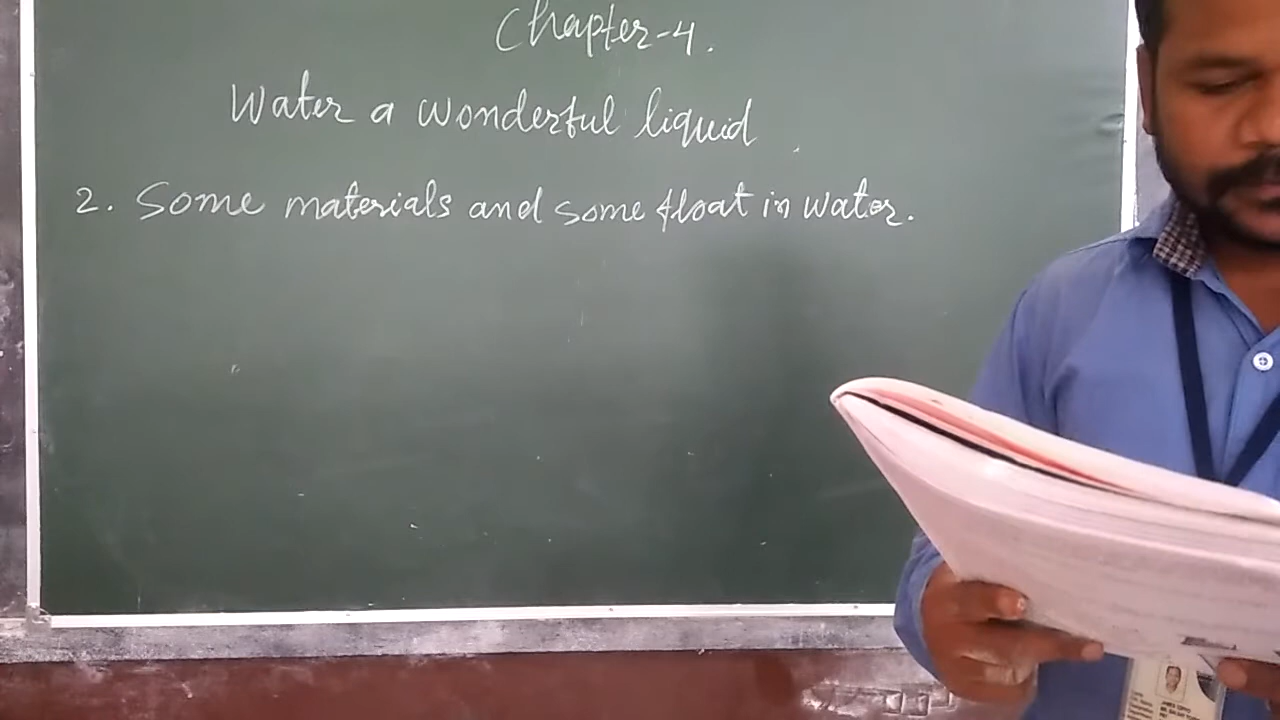 Chapter-4.
Water a wonderful liquid
2. Some materials and some float in water.